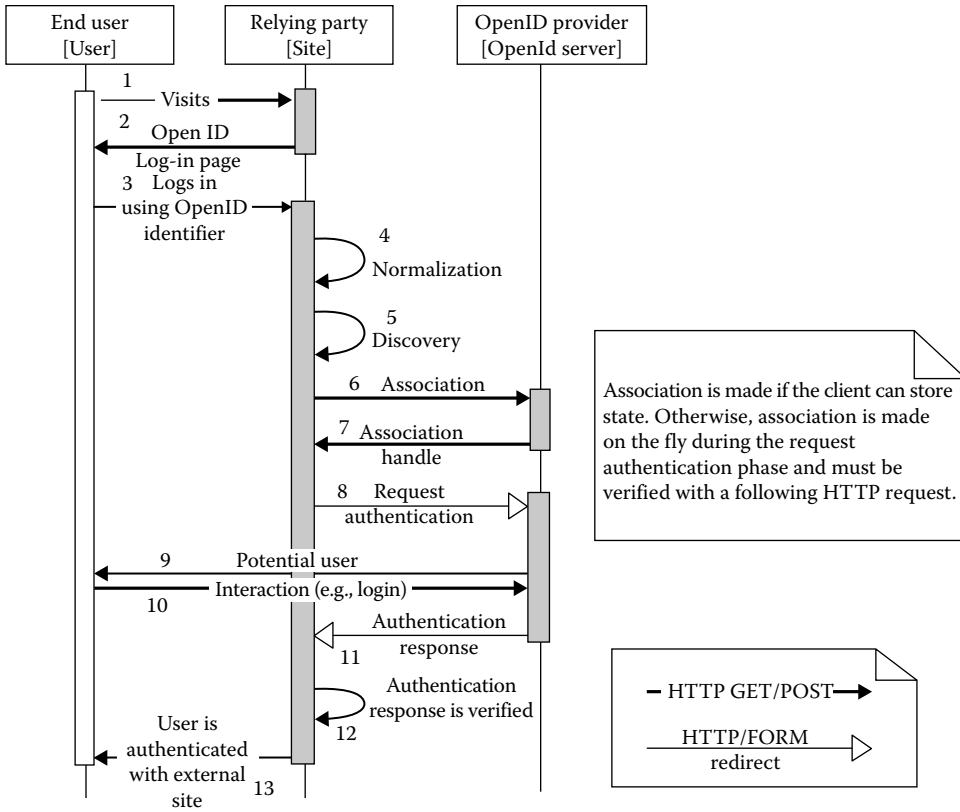 End user
[User]
Relying party
[Site]
OpenID provider
[OpenId server]
1
Visits
2
Open ID
Log-in page
3 Logs in
using OpenID
identifier
4
Normalization
5
Discovery
6 Association
7 Association
handle
Association is made if the client can store
state. Otherwise, association is made
on the fly during the request
authentication phase and must be
verified with a following HTTP request.
8 Request
authentication
9 Potential user
Interaction (e.g., login)
10
Authentication
response
11
Authentication
response is verified
12
User is
authenticated
with external
site
13
HTTP GET/POST
HTTP/FORM
redirect